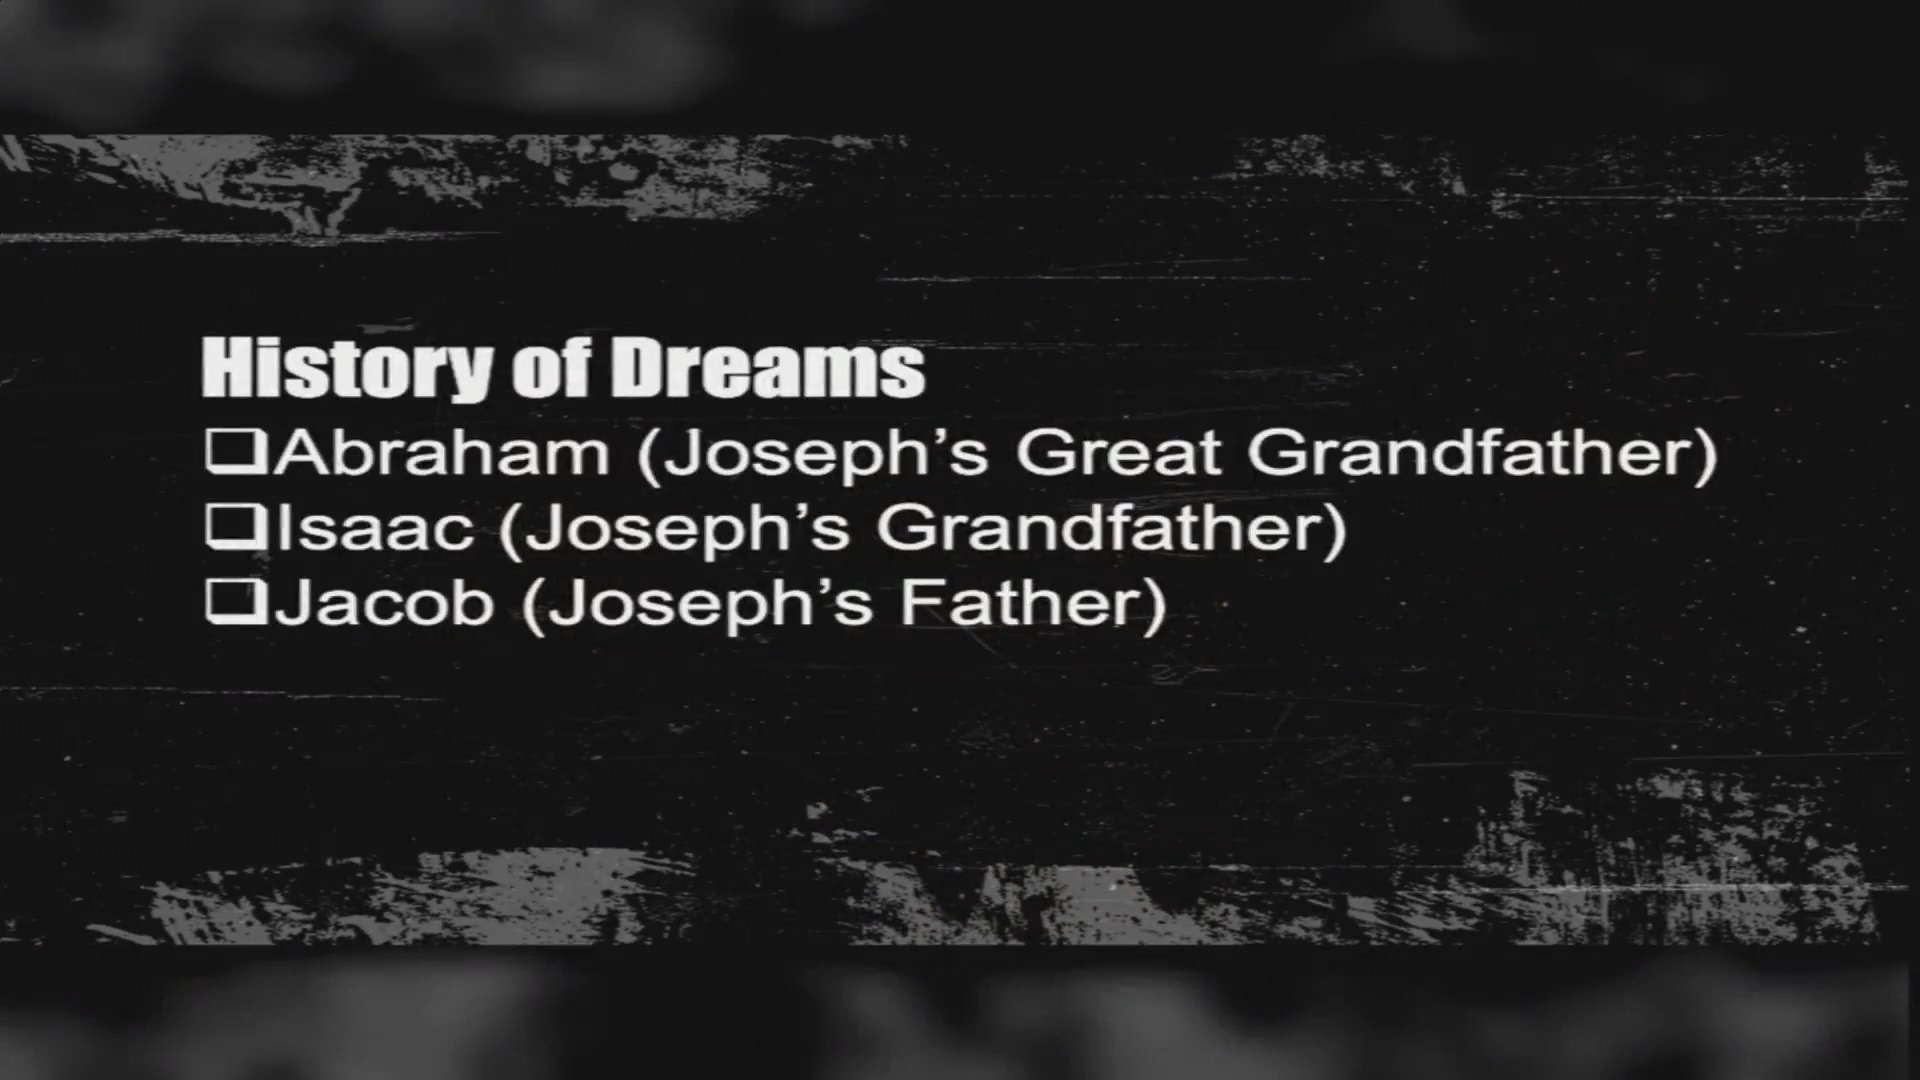 History of Dreams
❑Abraham (Joseph’s Great Grandfather)
❑Isaac (Joseph’s Grandfather)
❑Jacob (Joseph’s Father)